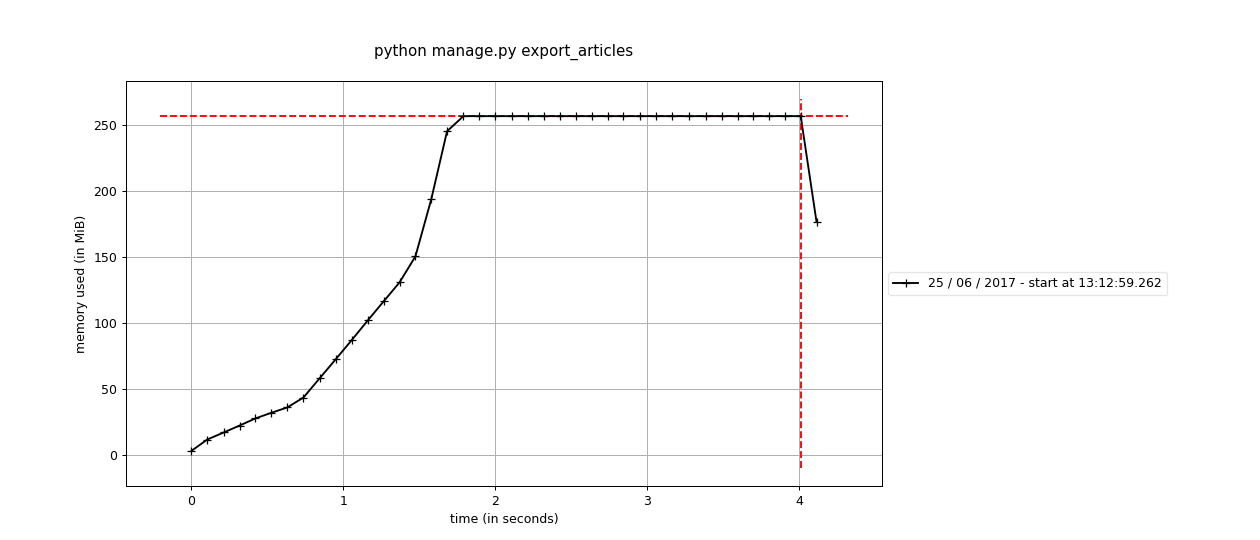 python manage.py export_articles
memory used (in MiB)
250
200
150
100
50
0
0 1 2 3 4
time (in seconds)
25 / 06 / 2017 - start at 13:12:59.262